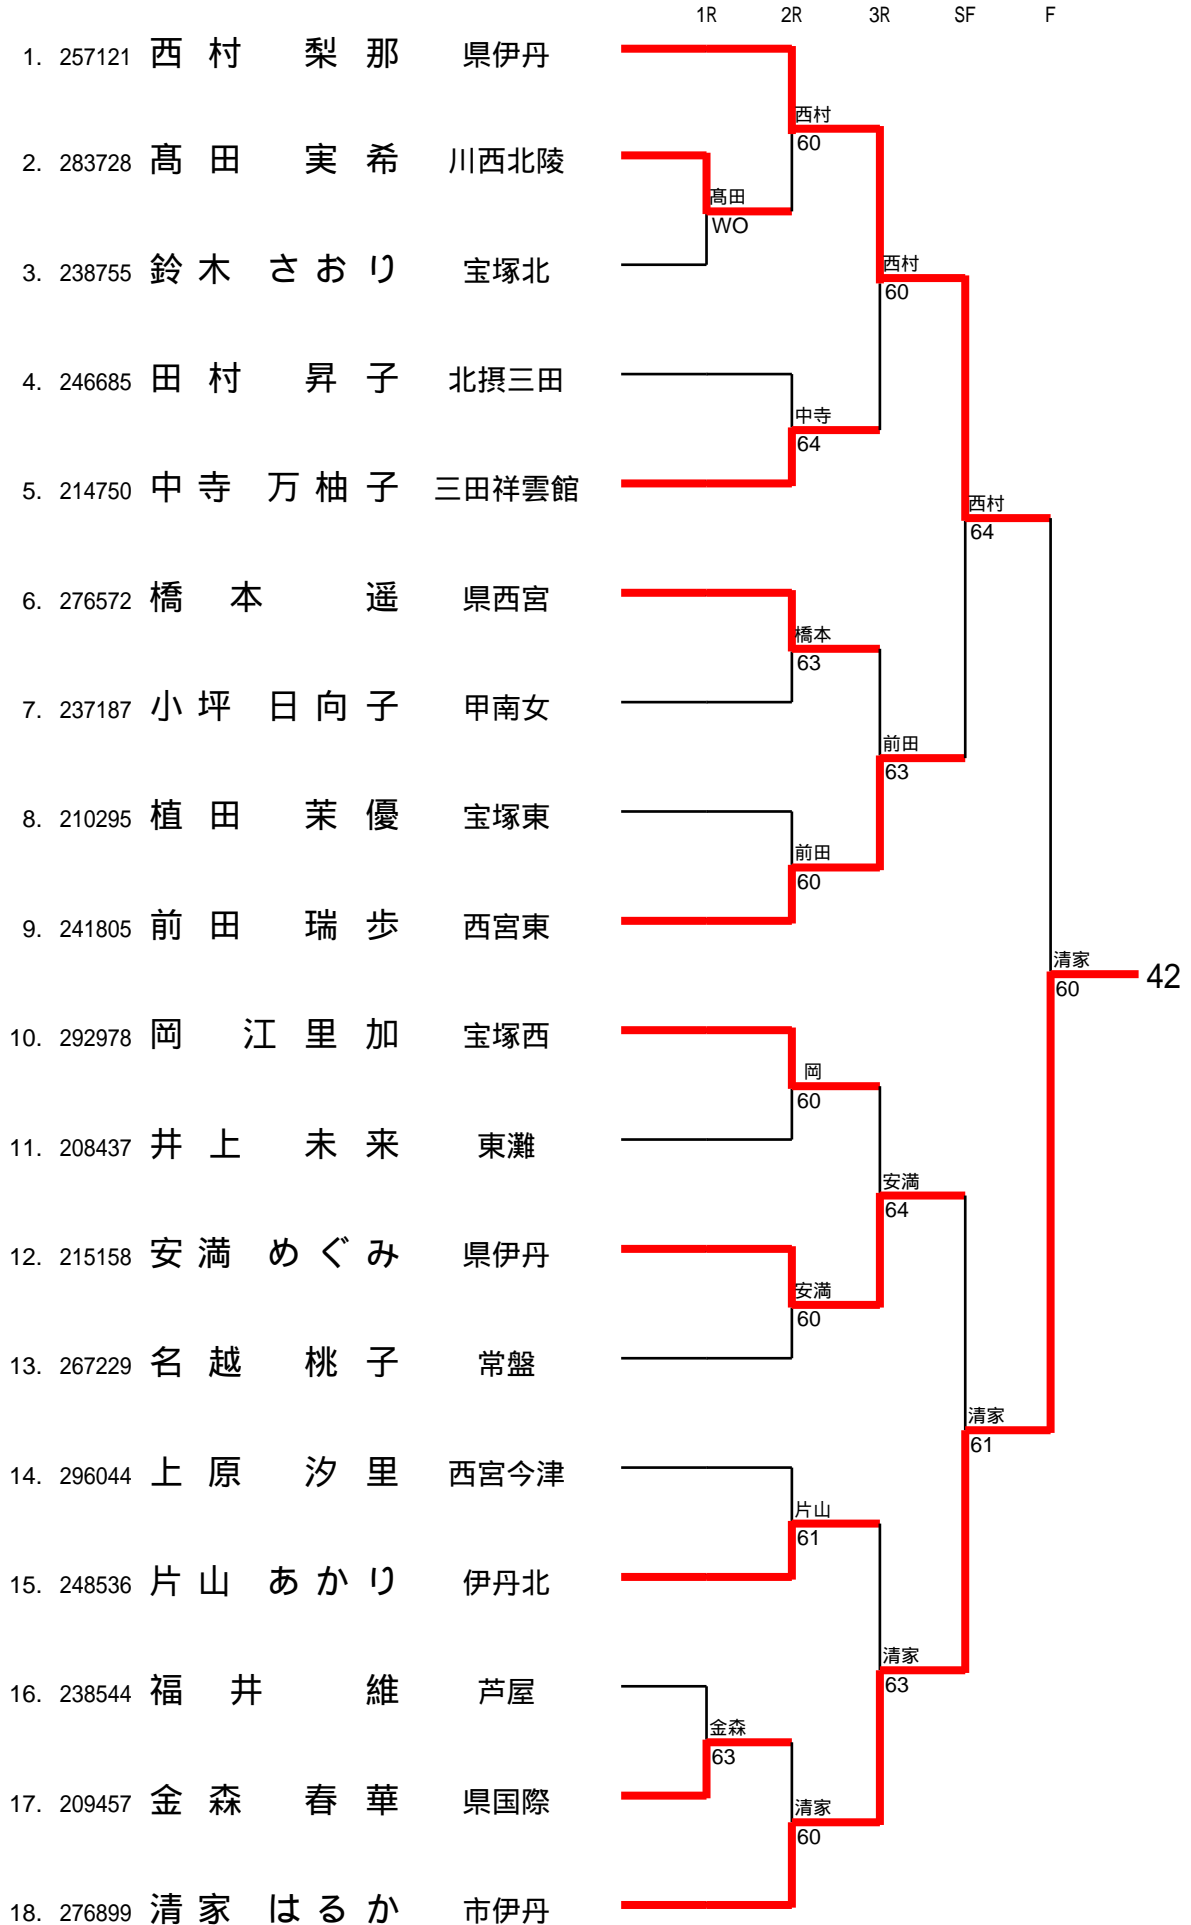 1R 2R 3R SF F
1. 257121 西村 梨那 県伊丹
西村
60
2. 283728 髙田 実希 川西北陵
髙田
WO
3. 238755 鈴木 さおり 宝塚北
西村
60
4. 246685 田村 昇子 北摂三田
中寺
64
5. 214750 中寺 万柚子 三田祥雲館
西村
64
6. 276572 橋本 遥 県西宮
橋本
63
7. 237187 小坪 日向子 甲南女
前田
63
8. 210295 植田 茉優 宝塚東
前田
60
9. 241805 前田 瑞歩 西宮東
清家
60
42
10. 292978 岡 江里加 宝塚西
岡
60
11. 208437 井上 未来 東灘
安満
64
12. 215158 安満 めぐみ 県伊丹
安満
60
13. 267229 名越 桃子 常盤
清家
61
14. 296044 上原 汐里 西宮今津
片山
61
15. 248536 片山 あかり 伊丹北
清家
63
16. 238544 福井 維 芦屋
金森
63
17. 209457 金森 春華 県国際
清家
60
18. 276899 清家 はるか 市伊丹